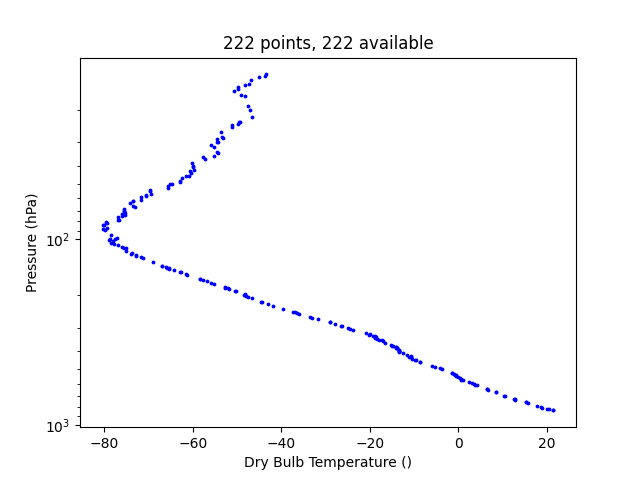 222 points, 222 available
Pressure (hPa)
10²
10³
−80
−60
−40
−20
0
20
Dry Bulb Temperature ()